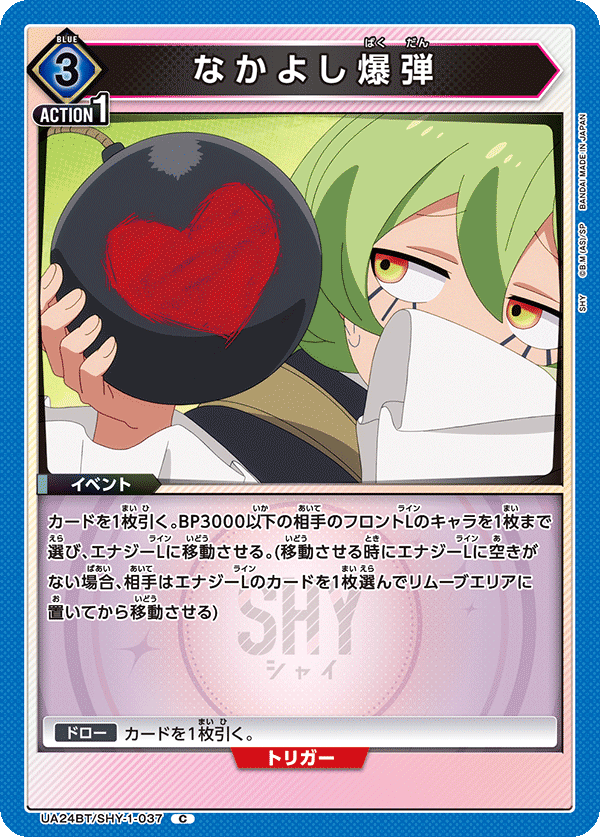 BLUE
3
ばくだん
なかよし爆弾
ACTION1
SHY ©B.M(AS)/SP BANDAI MADE IN JAPAN
イベント
カードを1枚引く。BP3000以下の相手のフロントLのキャラを1枚まで
選び、エナジーLに移動させる。(移動する時にエナジーLに空きが
ない場合、相手はエナジーLのカードを1枚選んでリムーブエリアに
置いてから移動させる)
SHY
シャイ
ドロー カードを1枚引く。
トリガー
UA24BT/SHY-1-037 C